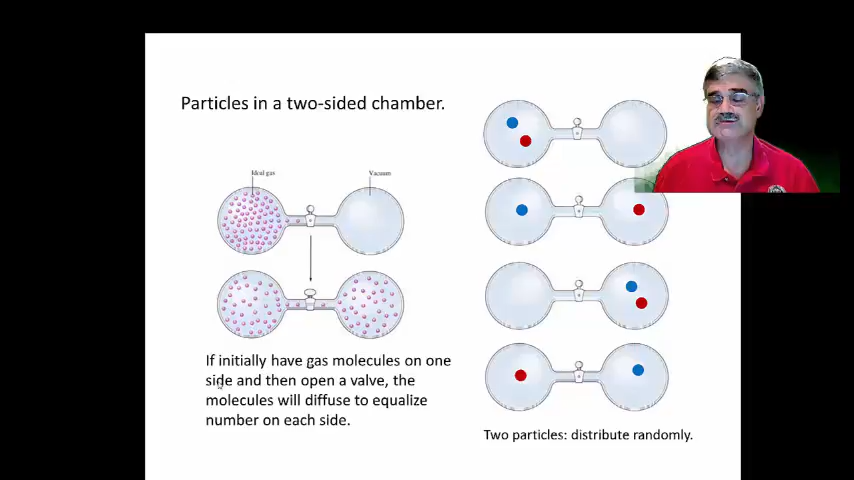 Particles in a two-sided chamber.
Ideal gas
Vacuum
If initially have gas molecules on one
side and then open a valve, the
molecules will diffuse to equalize
number on each side.
Two particles: distribute randomly.